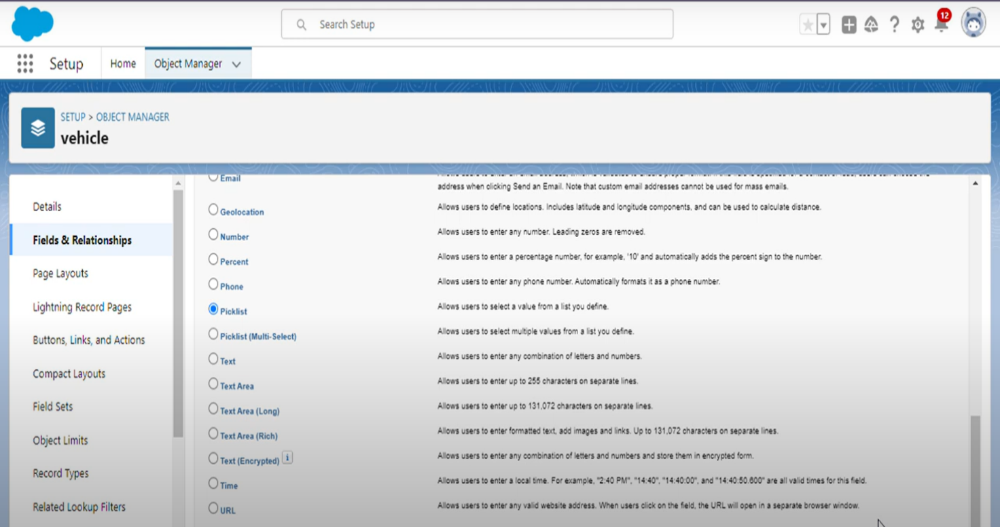 Search Setup
12
Setup
Home
Object Manager
SETUP > OBJECT MANAGER
vehicle
Details
Fields & Relationships
Page Layouts
Lightning Record Pages
Buttons, Links, and Actions
Compact Layouts
Field Sets
Object Limits
Record Types
Related Lookup Filters
Email
address when clicking Send an Email. Note that custom email addresses cannot be used for mass emails.
Geolocation
Allows users to define locations. Includes latitude and longitude components, and can be used to calculate distance.
Number
Allows users to enter any number. Leading zeros are removed.
Percent
Allows users to enter a percentage number, for example, '10' and automatically adds the percent sign to the number.
Phone
Allows users to enter any phone number. Automatically formats it as a phone number.
Picklist
Allows users to select a value from a list you define.
Picklist (Multi-Select)
Allows users to select multiple values from a list you define.
Text
Allows users to enter any combination of letters and numbers.
Text Area
Allows users to enter up to 255 characters on separate lines.
Text Area (Long)
Allows users to enter up to 131,072 characters on separate lines.
Text Area (Rich)
Allows users to enter formatted text, add images and links. Up to 131,072 characters on separate lines.
Text (Encrypted) i
Allows users to enter any combination of letters and numbers and store them in encrypted form.
Time
Allows users to enter a local time. For example, "2:40 PM", "14:40", "14:40:00", and "14:40:50.600" are all valid times for this field.
URL
Allows users to enter any valid website address. When users click on the field, the URL will open in a separate browser window.